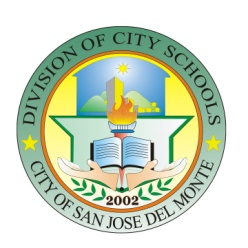 DIVISION OF CITY SCHOOLS
2002
CITY OF SAN JOSE DEL MONTE